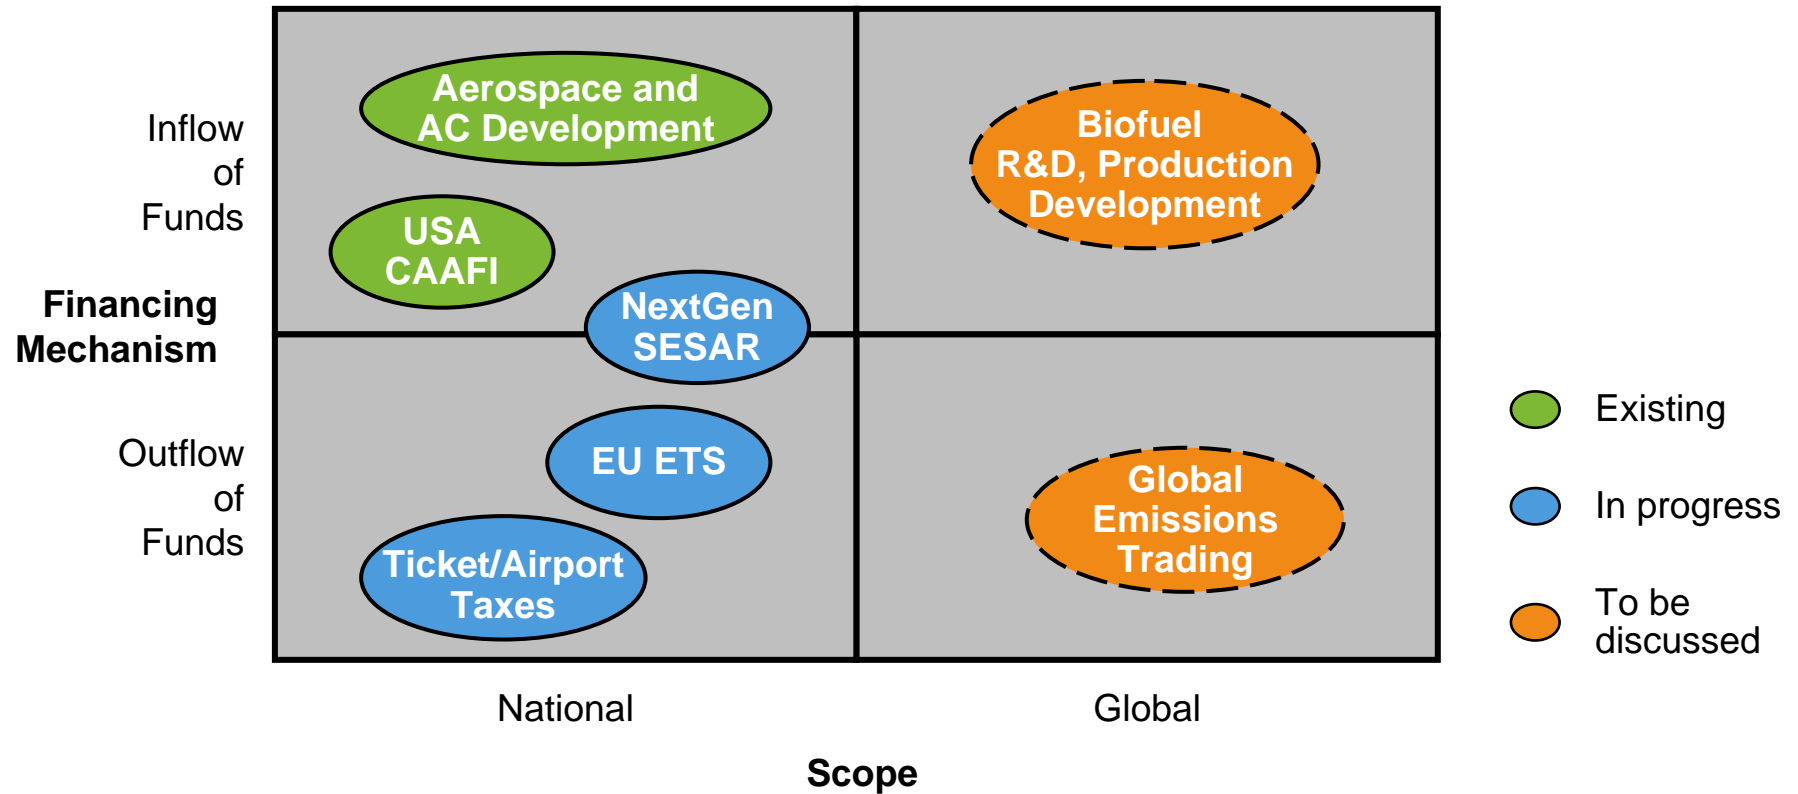 Inflow
of
Funds
Financing
Mechanism
Outflow
of
Funds
Aerospace and
AC Development
USA
CAAFI
NextGen
SESAR
EU ETS
Ticket/Airport
Taxes
Biofuel
R&D, Production
Development
Global
Emissions
Trading
Existing
In progress
To be
discussed
National
Global
Scope